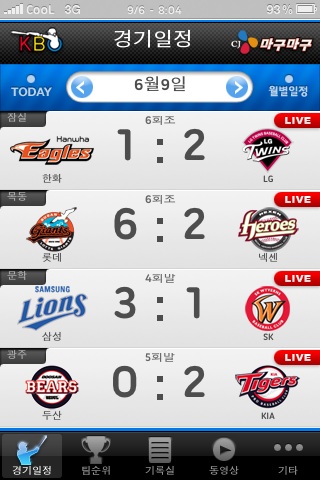 CooL 3G 9/6 - 8:04 93%
KBO 경기일정 CJ 마구마구
TODAY 6월9일 월별일정
잠실 6회초 LIVE
Hanwha Eagles 1 : 2 LG TWINS
한화 LG
목동 6회초 LIVE
Giants 6 : 2 Heroes
롯데 넥센
문학 4회말 LIVE
SAMSUNG Lions 3 : 1 W
삼성 SK
광주 5회말 LIVE
DOOSAN BEARS 0 : 2 KIA Tigers
두산 KIA
경기일정 팀순위 기록실 동영상 기타